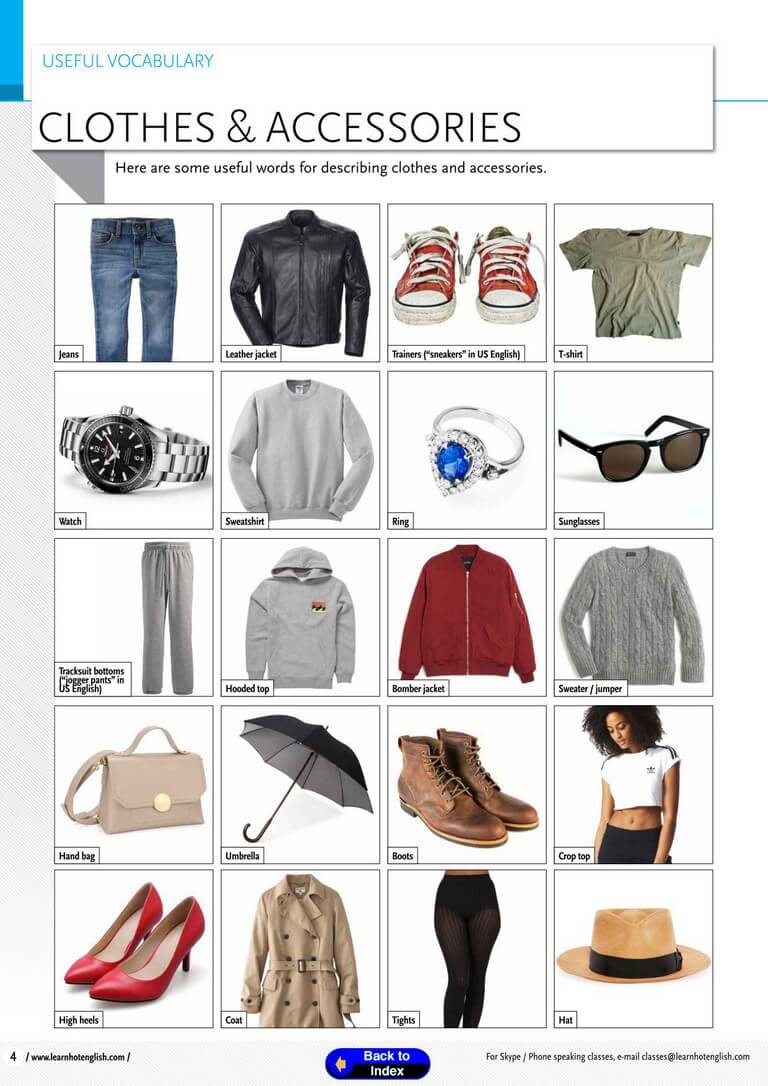 USEFUL VOCABULARY
CLOTHES & ACCESSORIES
Here are some useful words for describing clothes and accessories.
Jeans
Leather jacket
Trainers (“sneakers” in US English)
T-shirt
Watch
Sweatshirt
Ring
Sunglasses
Tracksuit bottoms
(“jogger pants” in
US English)
Hooded top
Bomber jacket
Sweater / jumper
Hand bag
Umbrella
Boots
Crop top
High heels
Coat
Tights
Hat
4 / www.learnhotenglish.com /
Back to
Index
For Skype / Phone speaking classes, e-mail classes@learnhotenglish.com